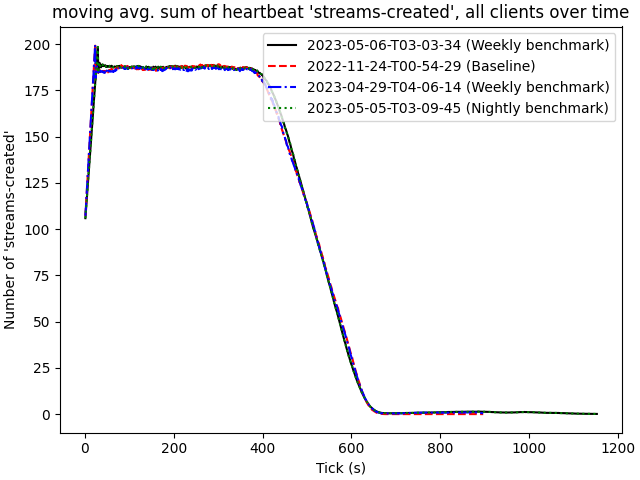 moving avg. sum of heartbeat 'streams-created', all clients over time
2023-05-06-T03-03-34 (Weekly benchmark)
2022-11-24-T00-54-29 (Baseline)
2023-04-29-T04-06-14 (Weekly benchmark)
2023-05-05-T03-09-45 (Nightly benchmark)
Number of 'streams-created'
200
175
150
125
100
75
50
25
0
0 200 400 600 800 1000 1200
Tick (s)